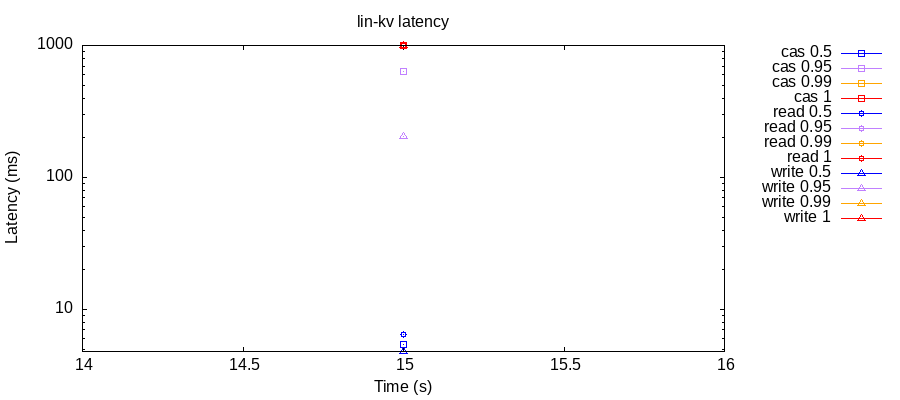 lin-kv latency
1000
100
10
Latency (ms)
14
14.5
15
15.5
16
Time (s)
cas 0.5
cas 0.95
cas 0.99
cas 1
read 0.5
read 0.95
read 0.99
read 1
write 0.5
write 0.95
write 0.99
write 1